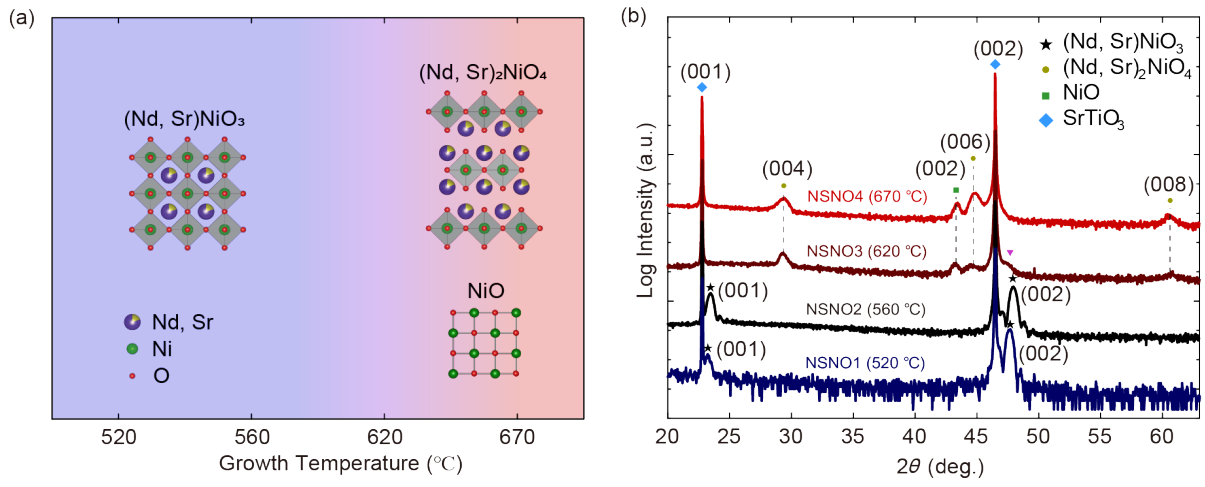 (a)
(Nd, Sr)NiO₃
(Nd, Sr)₂NiO₄
NiO
Nd, Sr
Ni
O
520 560 620 670
Growth Temperature (℃)
(b)
(Nd, Sr)NiO₃
(Nd, Sr)₂NiO₄
NiO
SrTiO₃
(001)
(002)
(004)
(002)
(006)
(008)
NSNO4 (670 ℃)
NSNO3 (620 ℃)
(001)
NSNO2 (560 ℃)
(002)
(001)
NSNO1 (520 ℃)
(002)
Log Intensity (a.u.)
20 25 30 35 40 45 50 55 60
2θ (deg.)